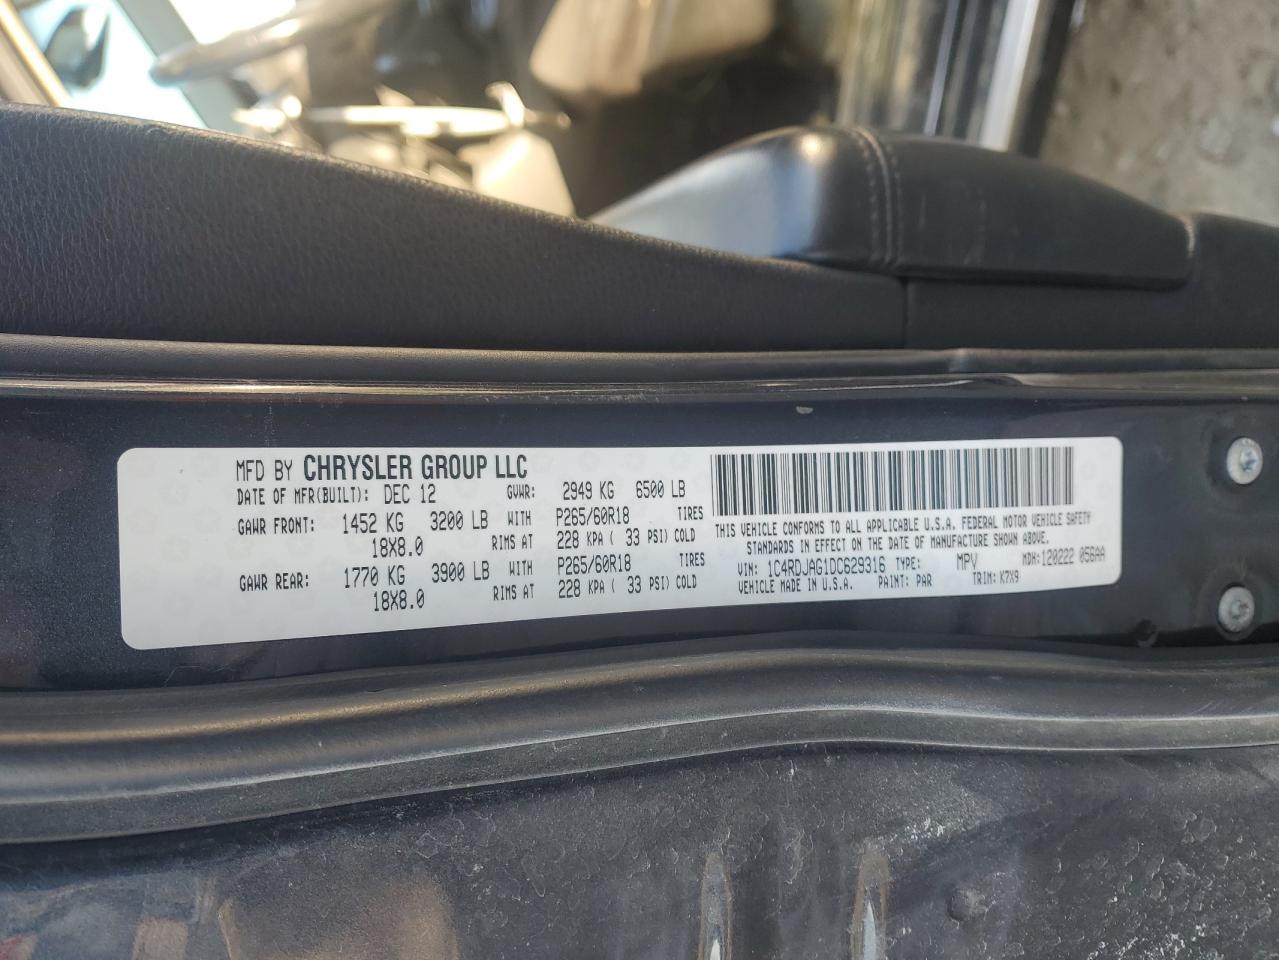 MFD BY CHRYSLER GROUP LLC
DATE OF MFR(BUILT): DEC 12 GVWR: 2949 KG 6500 LB
GAWR FRONT: 1452 KG 3200 LB WITH P265/60R18 TIRES
18X8.0 RIMS AT 228 KPA ( 33 PSI) COLD
GAWR REAR: 1770 KG 3900 LB WITH P265/60R18 TIRES
18X8.0 RIMS AT 228 KPA ( 33 PSI) COLD
THIS VEHICLE CONFORMS TO ALL APPLICABLE U.S.A. FEDERAL MOTOR VEHICLE SAFETY
STANDARDS IN EFFECT ON THE DATE OF MANUFACTURE SHOWN ABOVE.
VIN: 1C4RDJAG1DC629316 TYPE: MPV MDH: 120222 056AA
VEHICLE MADE IN U.S.A. PAINT: PAR TRIM: K7X9